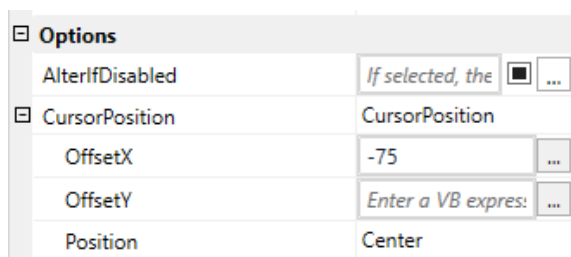 Options
AlterIfDisabled If selected, the ...
CursorPosition CursorPosition
OffsetX -75 ...
OffsetY Enter a VB expres: ...
Position Center